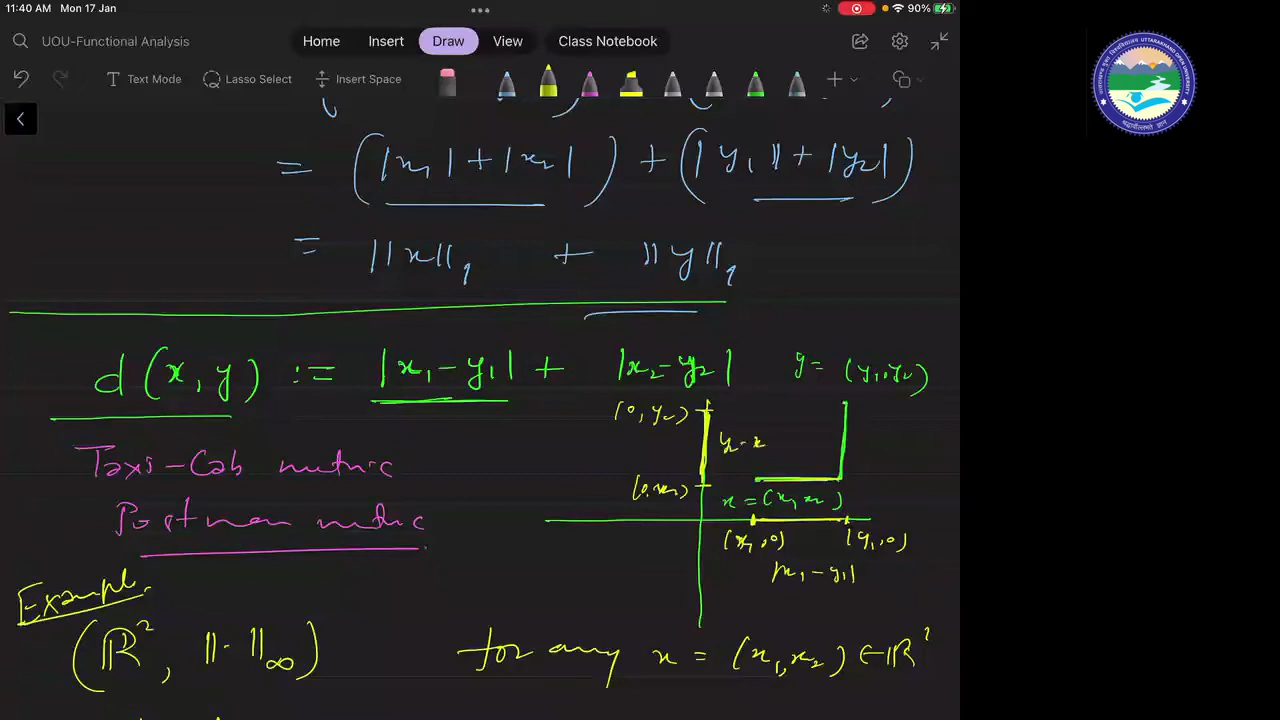 11:40 AM Mon 17 Jan
90%
UOU-Functional Analysis
Home Insert Draw View Class Notebook
Text Mode Lasso Select Insert Space
= (|x₁| + |x₂|) + (|y₁| + |y₂|)
= ||x||₁ + ||y||₁
d(x, y) := |x₁ - y₁| + |x₂ - y₂|
y = (y₁, y₂)
(0, y₂)
Taxi-Cab metric
(0, x₂)
x = (x₁, x₂)
Postman metric
(x₁, 0) (y₁, 0)
|x₁ - y₁|
Example.
(ℝ², ||·||∞) for any x = (x₁, x₂) ∈ ℝ²